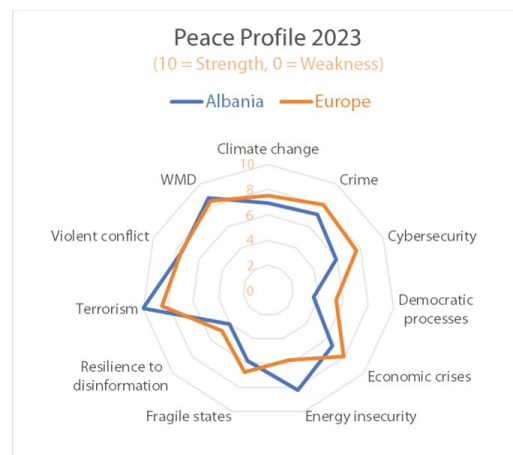 Peace Profile 2023
(10 = Strength, 0 = Weakness)
Albania Europe
Climate change
10
8
6
4
2
0
WMD
Crime
Violent conflict
Cybersecurity
Terrorism
Democratic
processes
Resilience to
disinformation
Economic crises
Fragile states
Energy insecurity